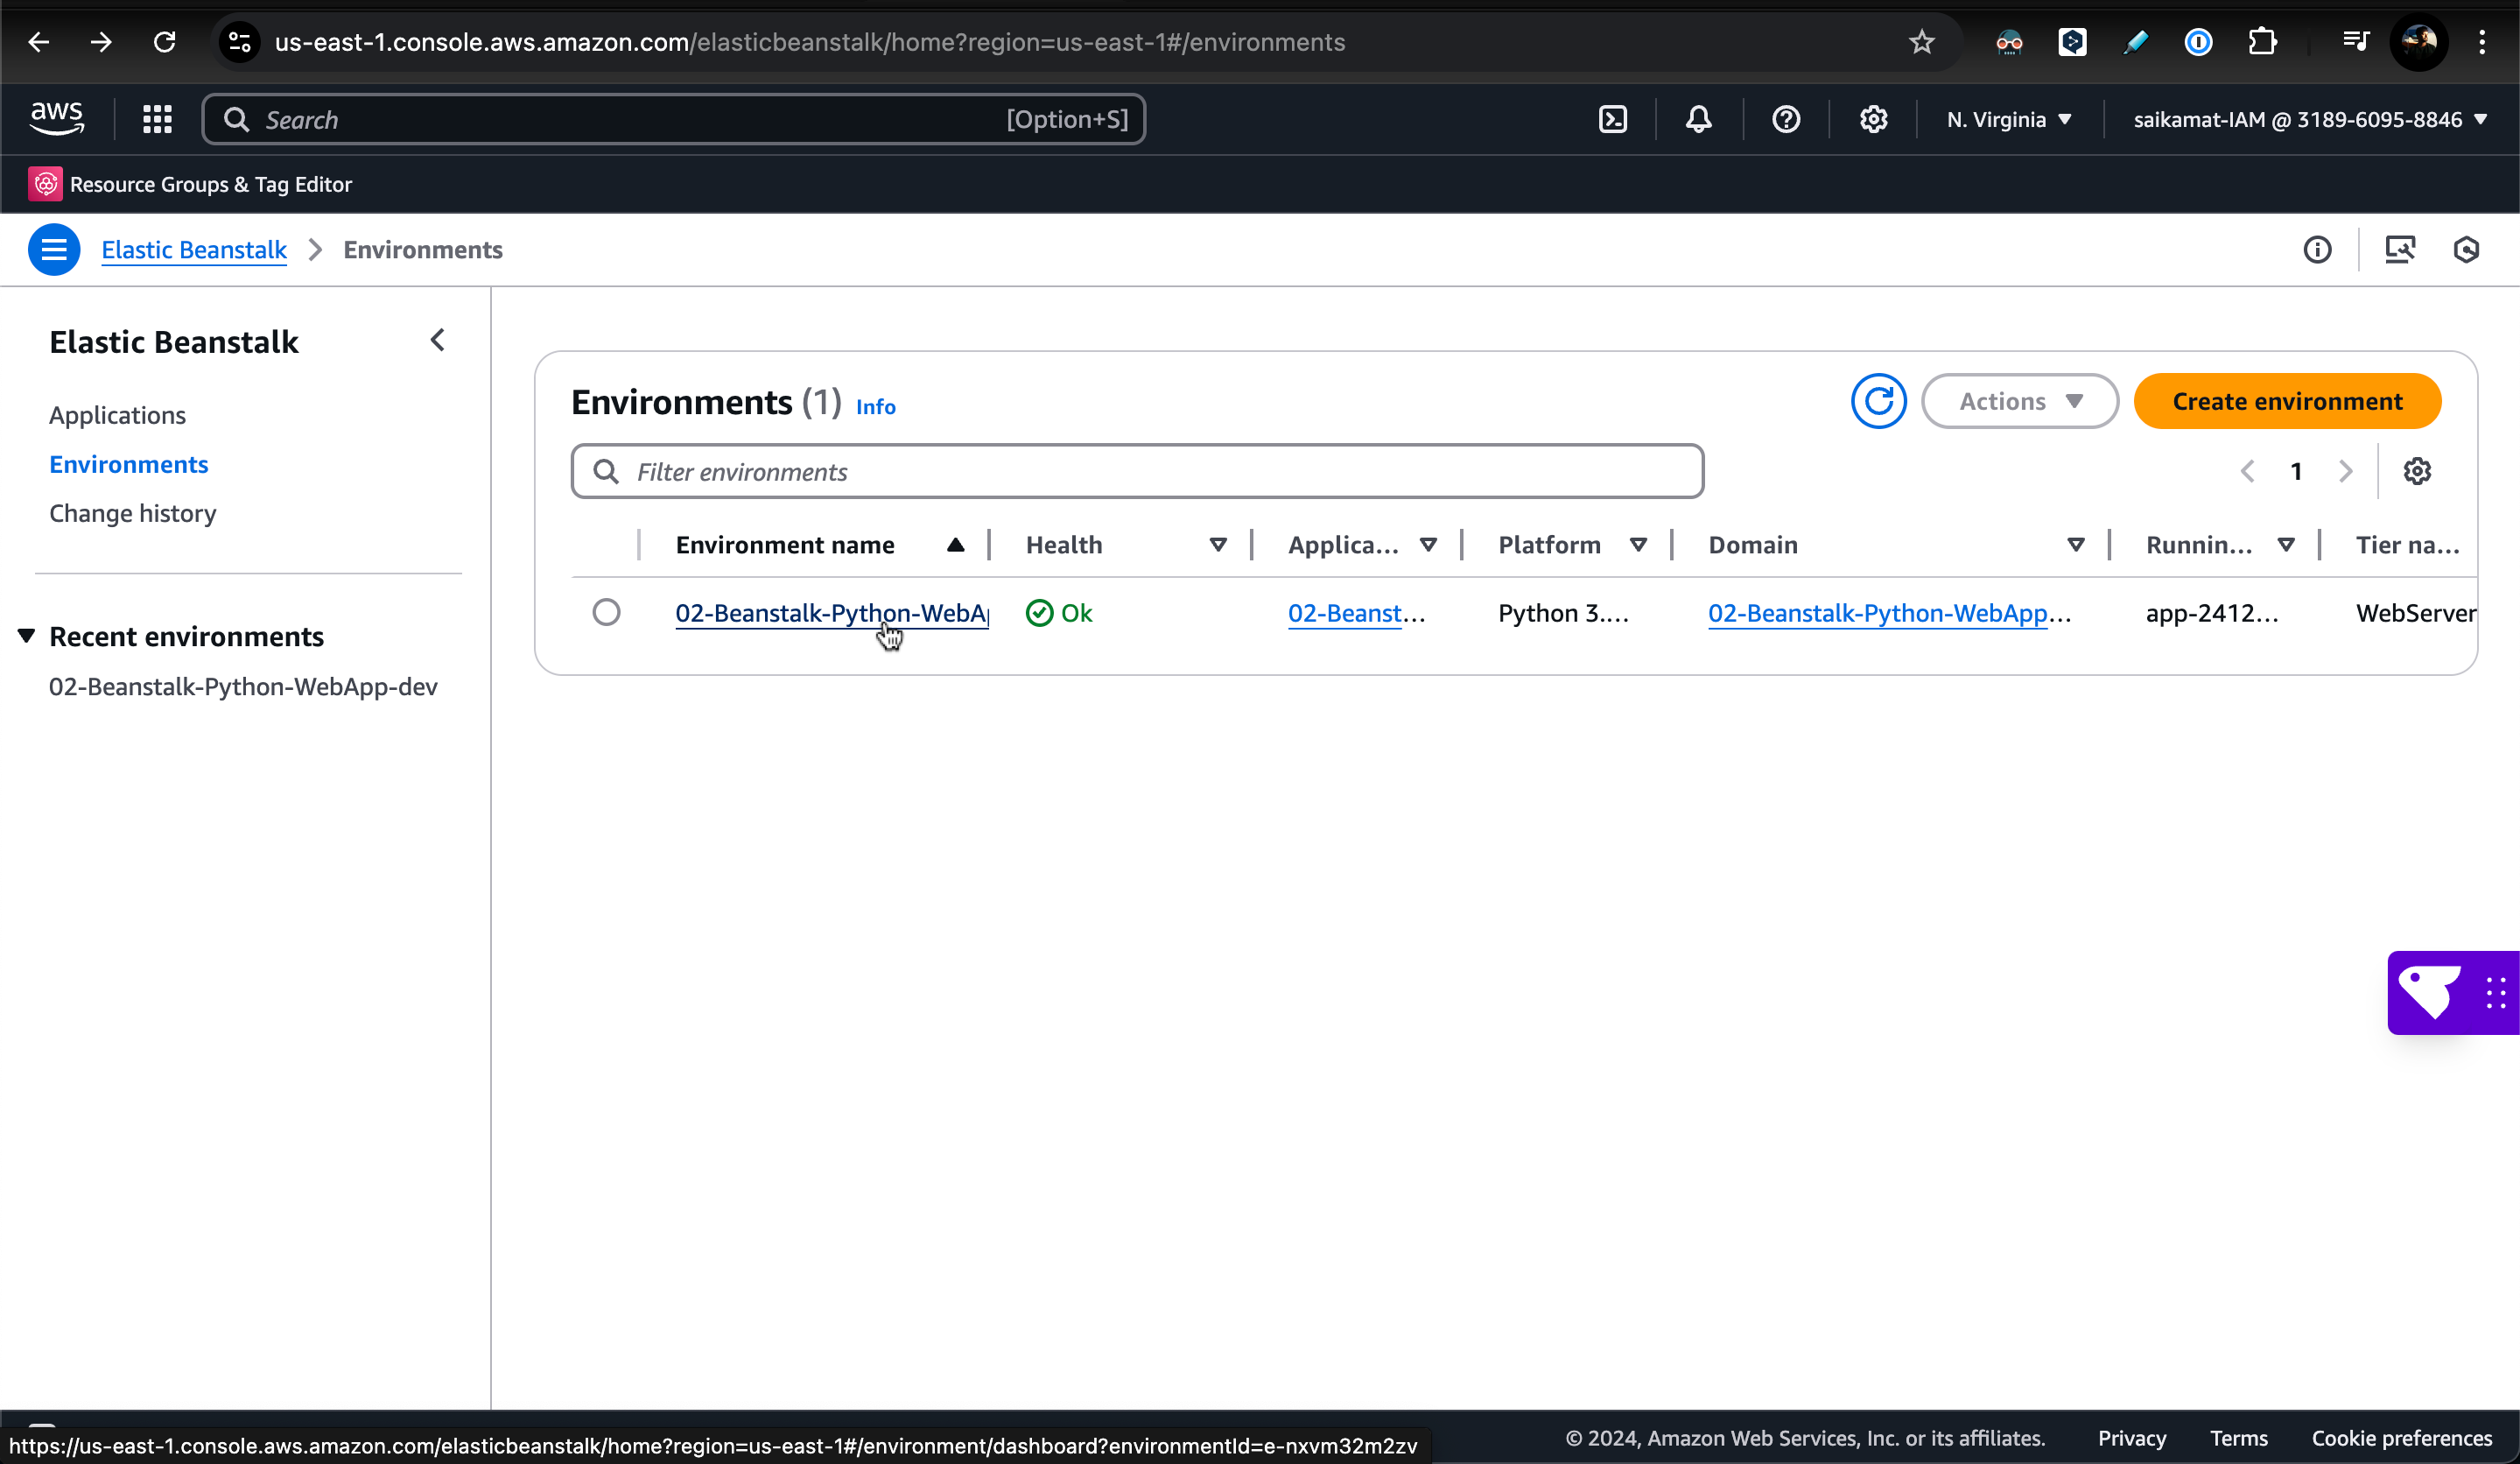 us-east-1.console.aws.amazon.com/elasticbeanstalk/home?region=us-east-1#/environments
aws
Search
[Option+S]
N. Virginia
saikamat-IAM @ 3189-6095-8846
Resource Groups & Tag Editor
Elastic Beanstalk
Environments
Elastic Beanstalk
Applications
Environments
Change history
Recent environments
02-Beanstalk-Python-WebApp-dev
Environments (1) Info
Actions
Create environment
Filter environments
1
Environment name
Health
Applica...
Platform
Domain
Runnin...
Tier na...
02-Beanstalk-Python-WebAp
Ok
02-Beanst...
Python 3....
02-Beanstalk-Python-WebApp...
app-2412...
WebServer
https://us-east-1.console.aws.amazon.com/elasticbeanstalk/home?region=us-east-1#/environment/dashboard?environmentId=e-nxvm32m2zv
© 2024, Amazon Web Services, Inc. or its affiliates.
Privacy
Terms
Cookie preferences